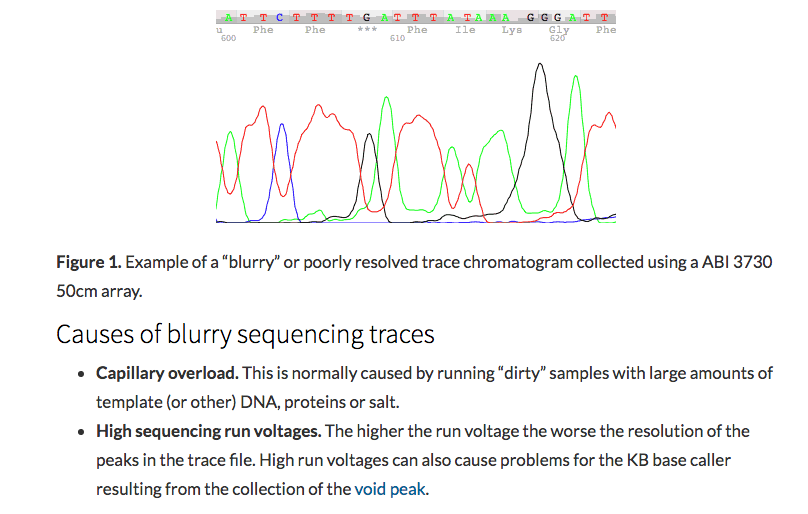 A T T C T T T T G A T T T A T A A A G G G A T T
u Phe Phe *** Phe Ile Lys Gly Phe
600 610 620
Figure 1. Example of a “blurry” or poorly resolved trace chromatogram collected using a ABI 3730
50cm array.
Causes of blurry sequencing traces
• Capillary overload. This is normally caused by running “dirty” samples with large amounts of
template (or other) DNA, proteins or salt.
• High sequencing run voltages. The higher the run voltage the worse the resolution of the
peaks in the trace file. High run voltages can also cause problems for the KB base caller
resulting from the collection of the void peak.